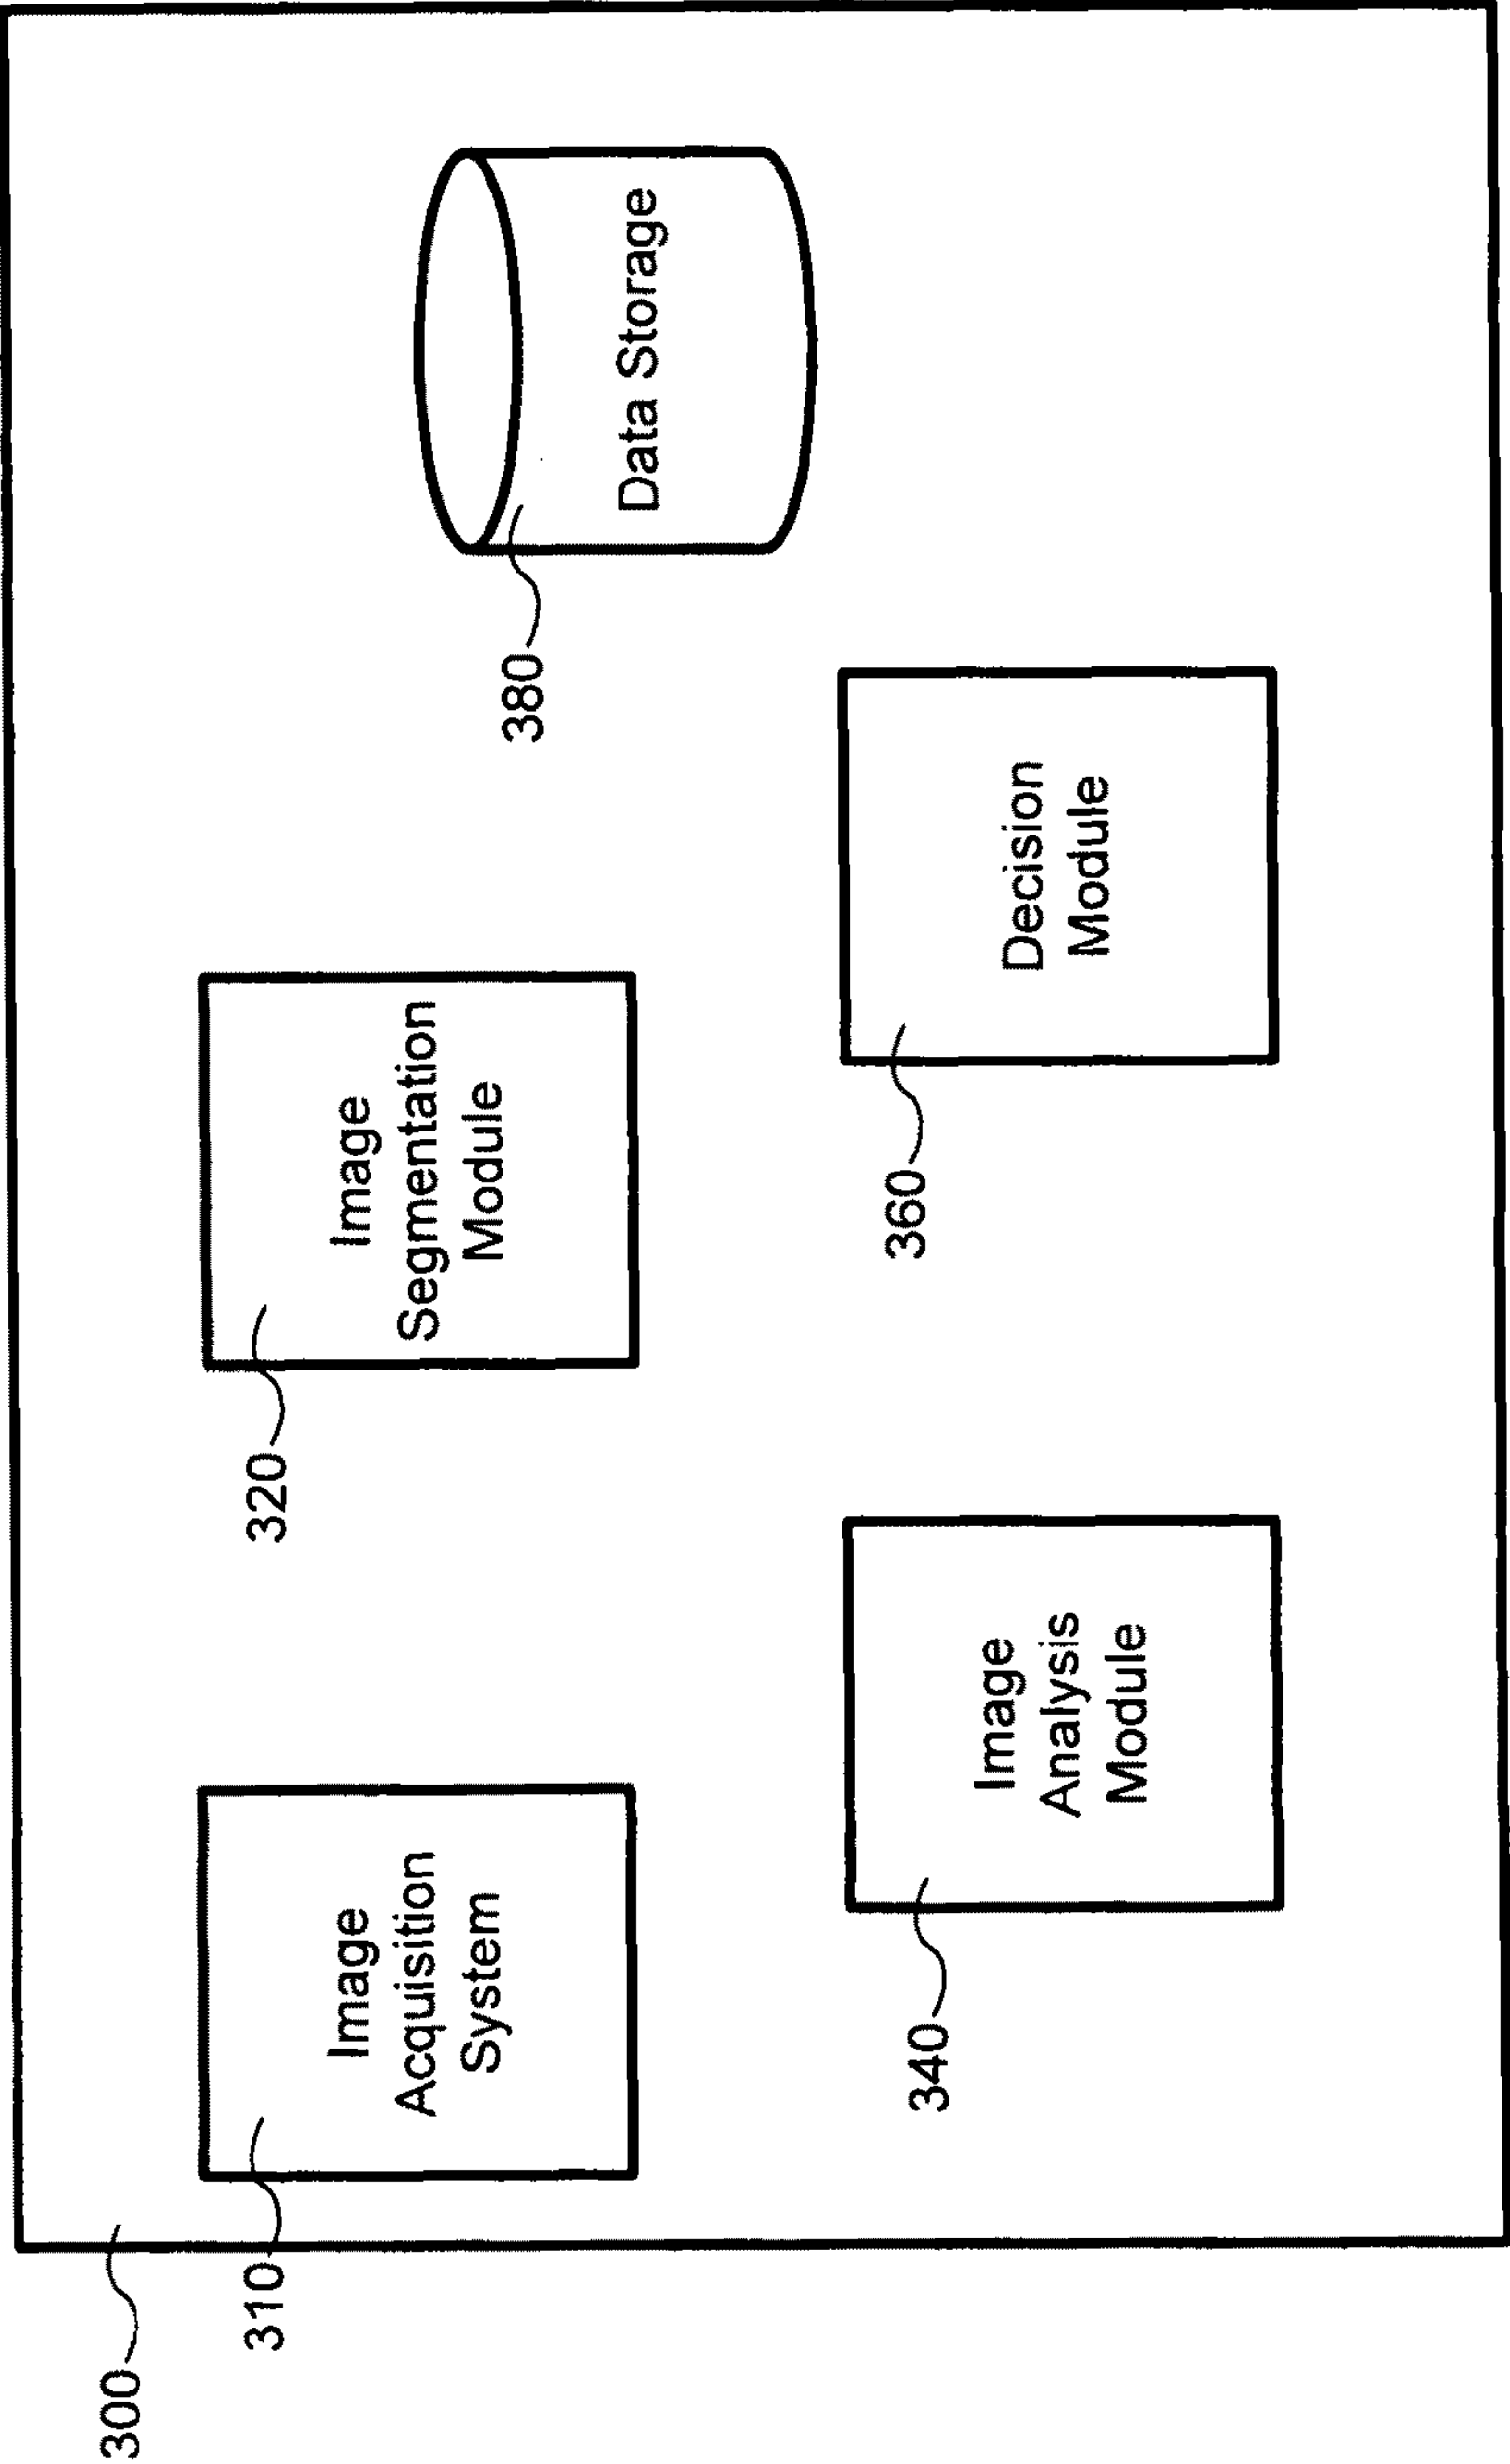 300
310
Image
Acquisition
System
320
Image
Segmentation
Module
380
Data Storage
340
Image
Analysis
Module
360
Decision
Module